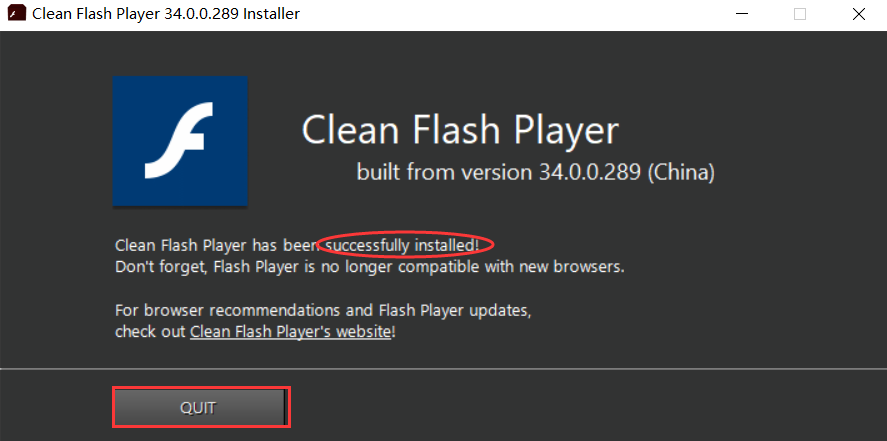 Clean Flash Player 34.0.0.289 Installer
Clean Flash Player
built from version 34.0.0.289 (China)
Clean Flash Player has been successfully installed!
Don't forget, Flash Player is no longer compatible with new browsers.
For browser recommendations and Flash Player updates,
check out Clean Flash Player's website!
QUIT